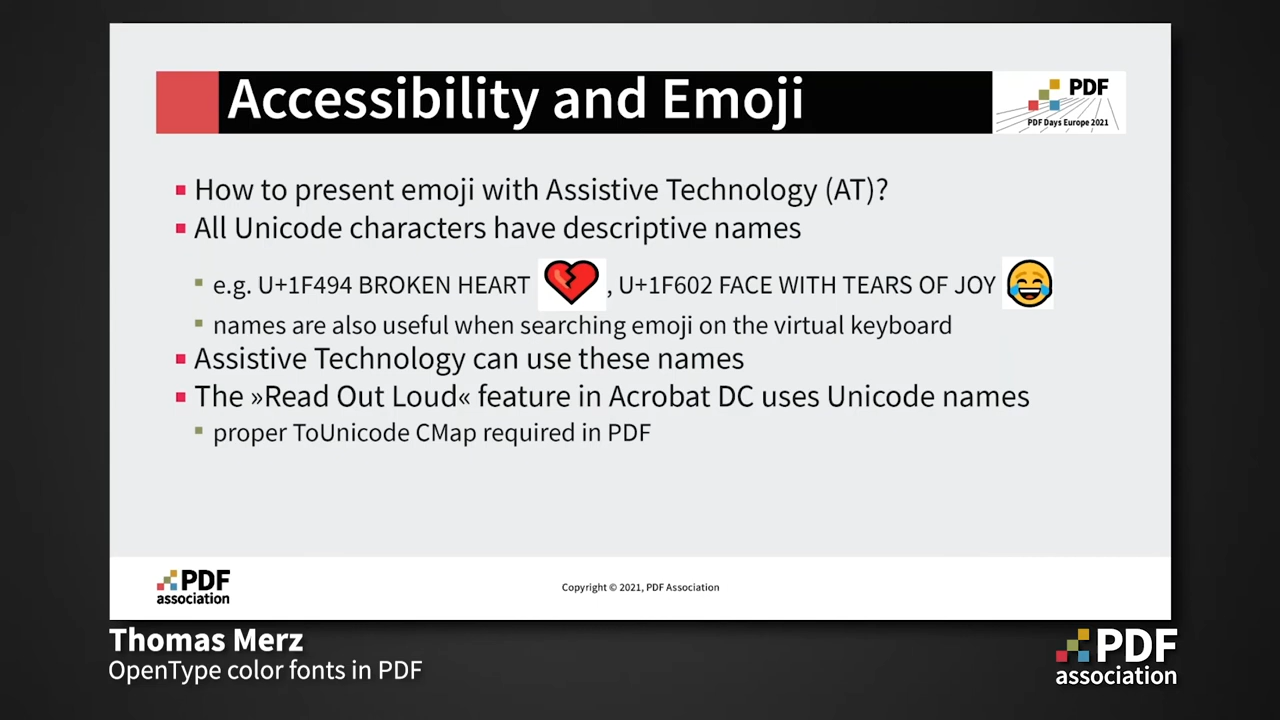 Accessibility and Emoji
PDF
PDF Days Europe 2021
How to present emoji with Assistive Technology (AT)?
All Unicode characters have descriptive names
e.g. U+1F494 BROKEN HEART , U+1F602 FACE WITH TEARS OF JOY
names are also useful when searching emoji on the virtual keyboard
Assistive Technology can use these names
The »Read Out Loud« feature in Acrobat DC uses Unicode names
proper ToUnicode CMap required in PDF
PDF
association
Copyright © 2021, PDF Association
Thomas Merz
OpenType color fonts in PDF
PDF
association